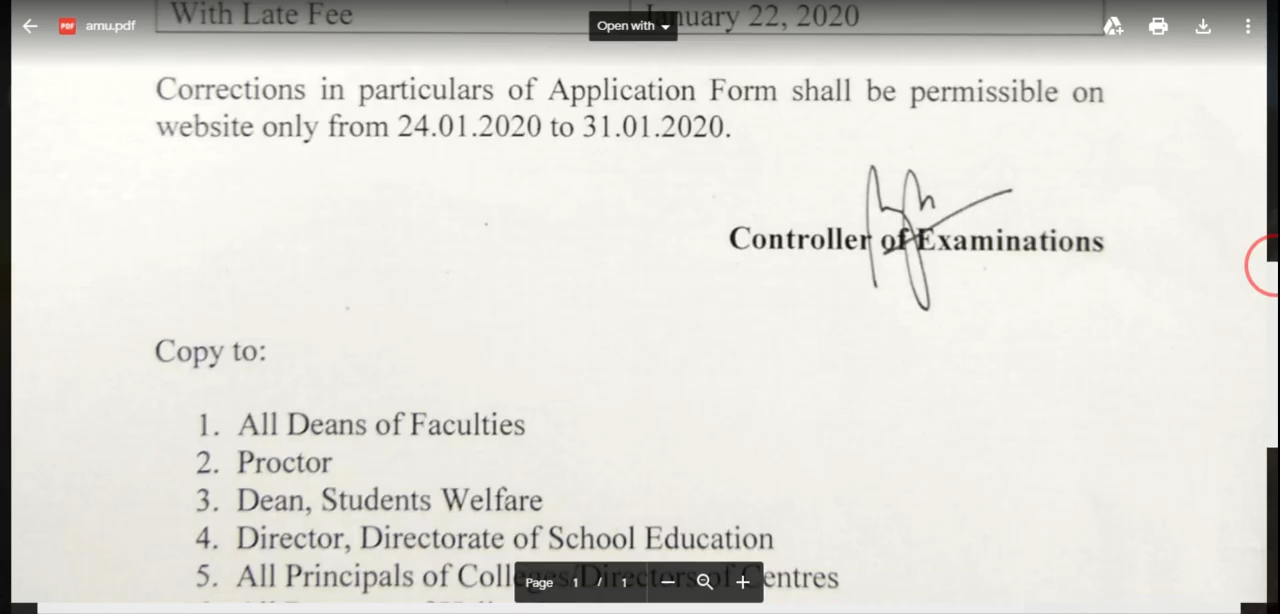 With Late Fee January 22, 2020
PDF amu.pdf Open with
Corrections in particulars of Application Form shall be permissible on
website only from 24.01.2020 to 31.01.2020.
Controller of Examinations
Copy to:
1. All Deans of Faculties
2. Proctor
3. Dean, Students Welfare
4. Director, Directorate of School Education
5. All Principals of Colleges/Directors of Centres
Page 1 / 1